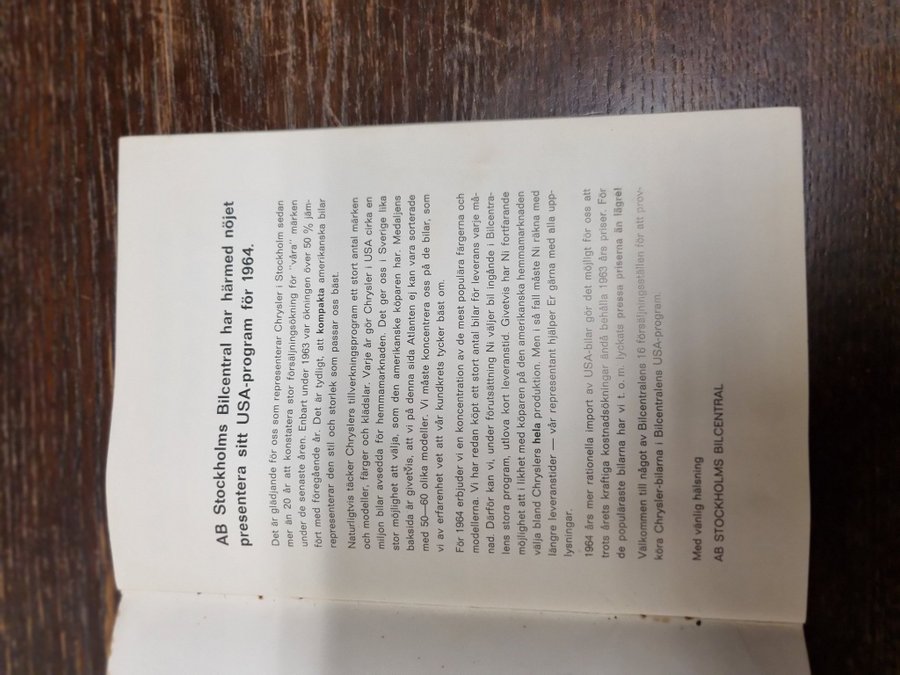 AB Stockholms Bilcentral har härmed nöjet
presentera sitt USA-program för 1964.
Det är glädjande för oss som representerar Chrysler i Stockholm sedan
mer än 20 år att konstatera stor försäljningsökning för "våra" märken
under de senaste åren. Enbart under 1963 var ökningen över 50 % jäm-
fört med föregående år. Det är tydligt, att kompakta amerikanska bilar
representerar den stil och storlek som passar oss bäst.
Naturligtvis täcker Chryslers tillverkningsprogram ett stort antal märken
och modeller, färger och klädslar. Varje år gör Chrysler i USA cirka en
miljon bilar avsedda för hemmamarknaden. Det ger oss i Sverige lika
stor möjlighet att välja, som den amerikanske köparen har. Medaljens
baksida är givetvis, att vi på denna sida Atlanten ej kan vara sorterade
med 50—60 olika modeller. Vi måste koncentrera oss på de bilar, som
vi av erfarenhet vet att vår kundkrets tycker bäst om.
För 1964 erbjuder vi en koncentration av de mest populära färgerna och
modellerna. Vi har redan köpt ett stort antal bilar för leverans varje må-
nad. Därför kan vi, under förutsättning Ni väljer bil ingående i Bilcentra-
lens stora program, utlova kort leveranstid. Givetvis har Ni fortfarande
möjlighet att i likhet med köparen på den amerikanska hemmamarknaden
välja bland Chryslers hela produktion. Men i så fall måste Ni räkna med
längre leveranstider — vår representant hjälper Er gärna med alla upp-
lysningar.
1964 års mer rationella import av USA-bilar gör det möjligt för oss att
trots årets kraftiga kostnadsökningar ändå behålla 1963 års priser. För
de populäraste bilarna har vi t. o. m. lyckats pressa priserna än lägre!
Välkommen till något av Bilcentralens 16 försäljningsställen för att prov-
köra Chrysler-bilarna i Bilcentralens USA-program.
Med vänlig hälsning
AB STOCKHOLMS BILCENTRAL